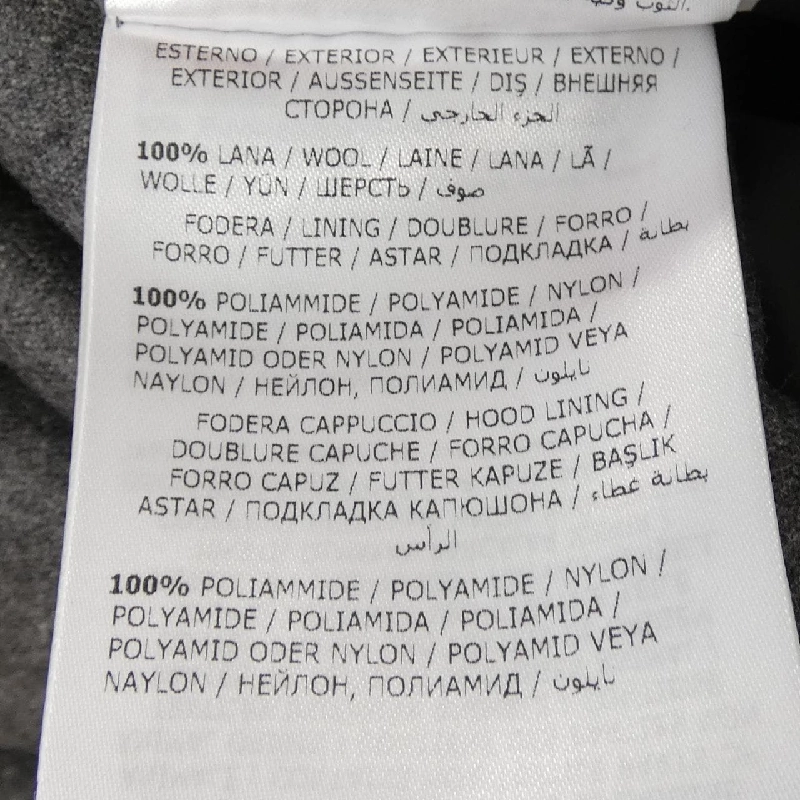 ESTERNO / EXTERIOR / EXTERIEUR / EXTERNO /
EXTERIOR / AUSSENSEITE / DIŞ / ВНЕШНЯЯ
СТОРОНА / الجزء الخارجي
100% LANA / WOOL / LAINE / LANA / LÃ /
WOLLE / YÜN / ШЕРСТЬ / صوف
FODERA / LINING / DOUBLURE / FORRO /
FORRO / FUTTER / ASTAR / ПОДКЛАДКА / بطانة
100% POLIAMMIDE / POLYAMIDE / NYLON /
POLYAMIDE / POLIAMIDA / POLIAMIDA /
POLYAMID ODER NYLON / POLYAMID VEYA
NAYLON / НЕЙЛОН, ПОЛИАМИД / نايلون
FODERA CAPPUCCIO / HOOD LINING /
DOUBLURE CAPUCHE / FORRO CAPUCHA /
FORRO CAPUZ / FUTTER KAPUZE / BAŞLIK
ASTAR / ПОДКЛАДКА КАПЮШОНА / بطانة غطاء
الرأس
100% POLIAMMIDE / POLYAMIDE / NYLON /
POLYAMIDE / POLIAMIDA / POLIAMIDA /
POLYAMID ODER NYLON / POLYAMID VEYA
NAYLON / НЕЙЛОН, ПОЛИАМИД / نايلون